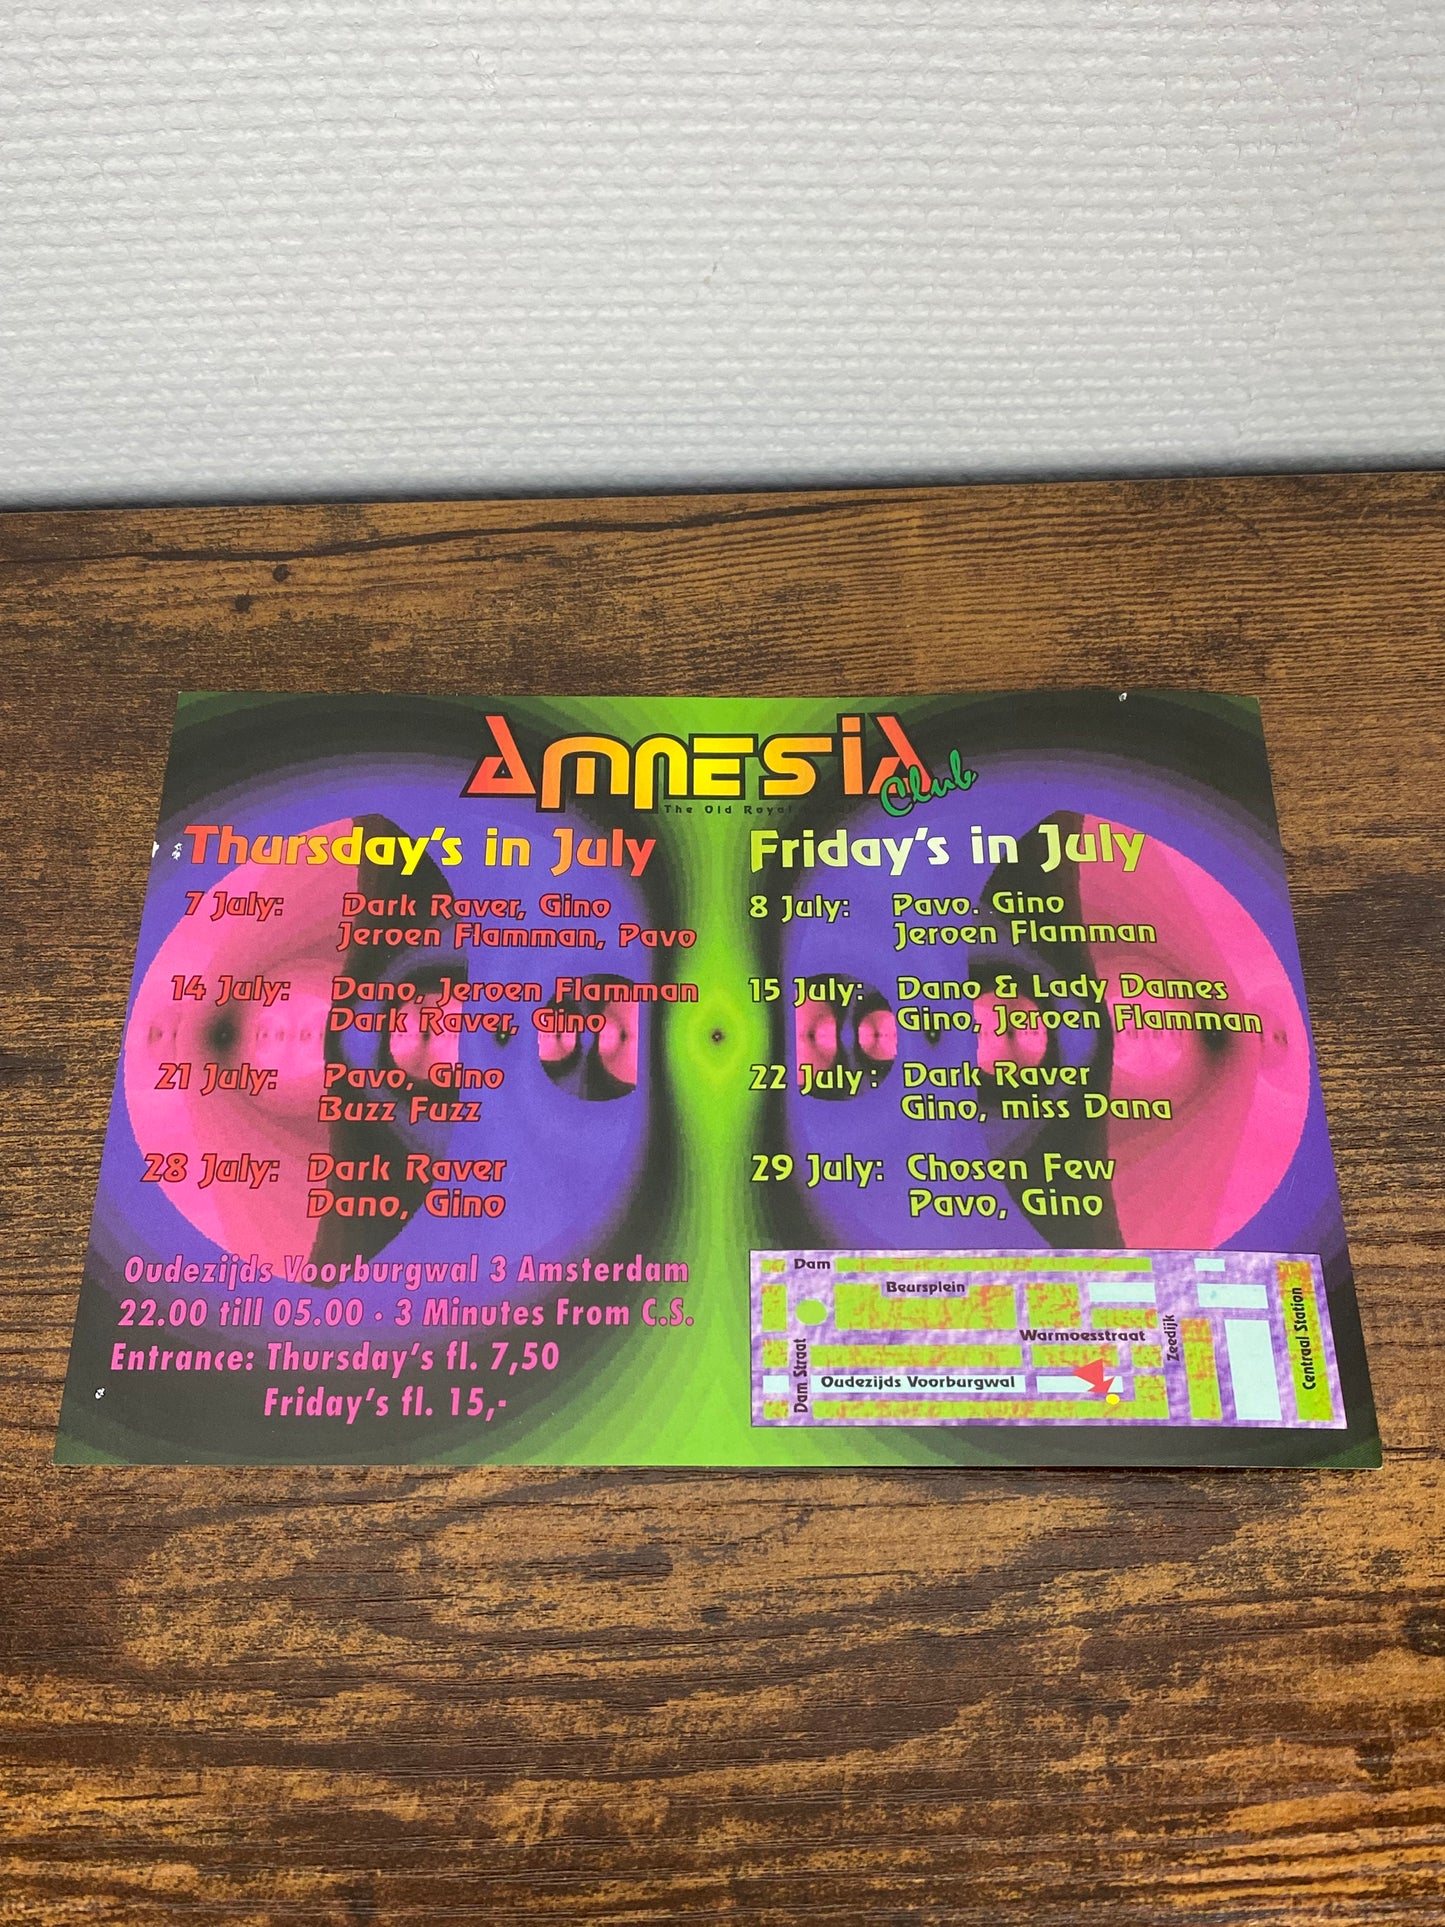 AMNESIA
Club
The Old Royal
Thursday's in July
7 July: Dark Raver, Gino
Jeroen Flamman, Pavo
14 July: Dano, Jeroen Flamman
Dark Raver, Gino
21 July: Pavo, Gino
Buzz Fuzz
28 July: Dark Raver
Dano, Gino
Friday's in July
8 July: Pavo. Gino
Jeroen Flamman
15 July: Dano & Lady Dames
Gino, Jeroen Flamman
22 July: Dark Raver
Gino, miss Dana
29 July: Chosen Few
Pavo, Gino
Oudezijds Voorburgwal 3 Amsterdam
22.00 till 05.00 · 3 Minutes From C.S.
Entrance: Thursday's fl. 7,50
Friday's fl. 15,-
Dam
Beursplein
Warmoesstraat
Zeedijk
Centraal Station
Dam Straat
Oudezijds Voorburgwal